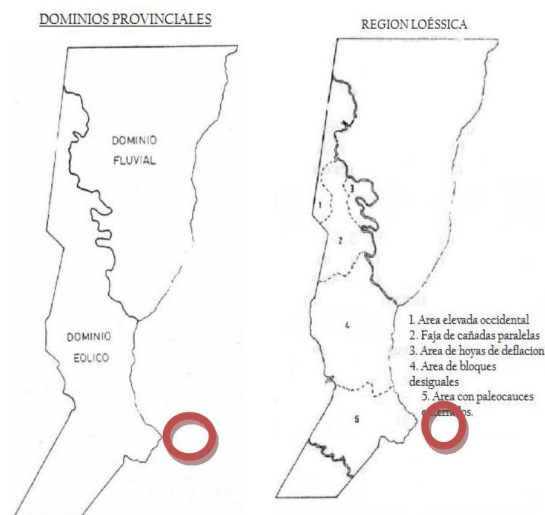 DOMINIOS PROVINCIALES
DOMINIO
FLUVIAL
DOMINIO
EOLICO
REGION LOÉSSICA
1
2
3
4
5
1. Area elevada occidental
2. Faja de cañadas paralelas
3. Area de hoyas de deflacion
4. Area de bloques
desiguales
5. Area con paleocauces